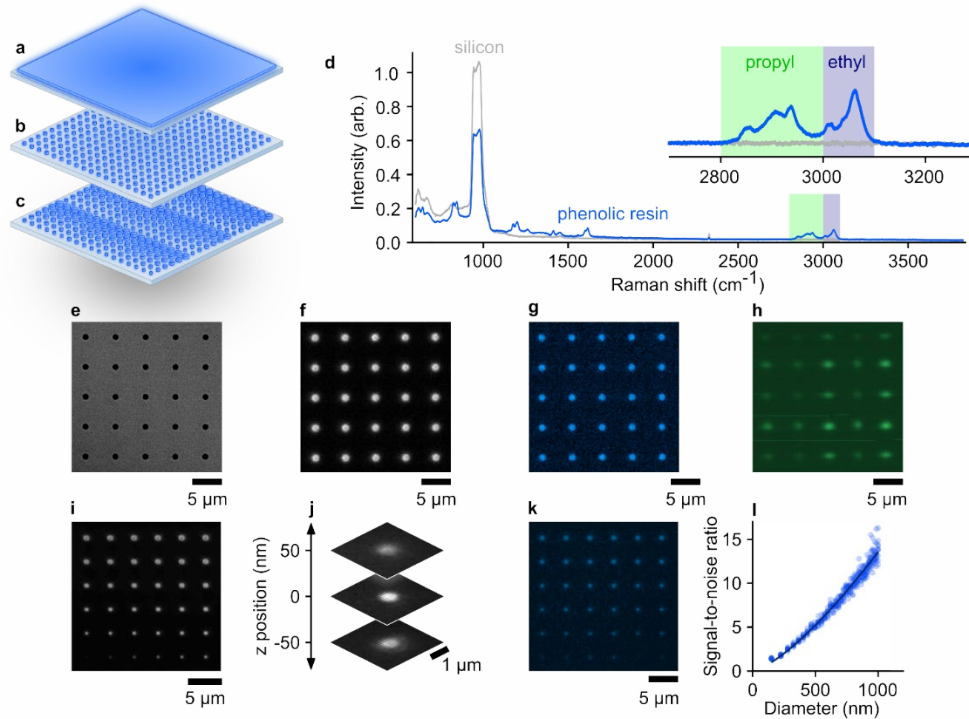 a
b
c
d
silicon
phenolic resin
propyl
ethyl
Intensity (arb.)
1.0
0.8
0.6
0.4
0.2
0.0
1000
1500
2000
2500
3000
3500
Raman shift (cm⁻¹)
2800
3000
3200
e
5 µm
f
5 µm
g
5 µm
h
5 µm
i
5 µm
j
z position (nm)
50
0
-50
1 µm
k
5 µm
l
Signal-to-noise ratio
15
10
5
0
0
500
1000
Diameter (nm)